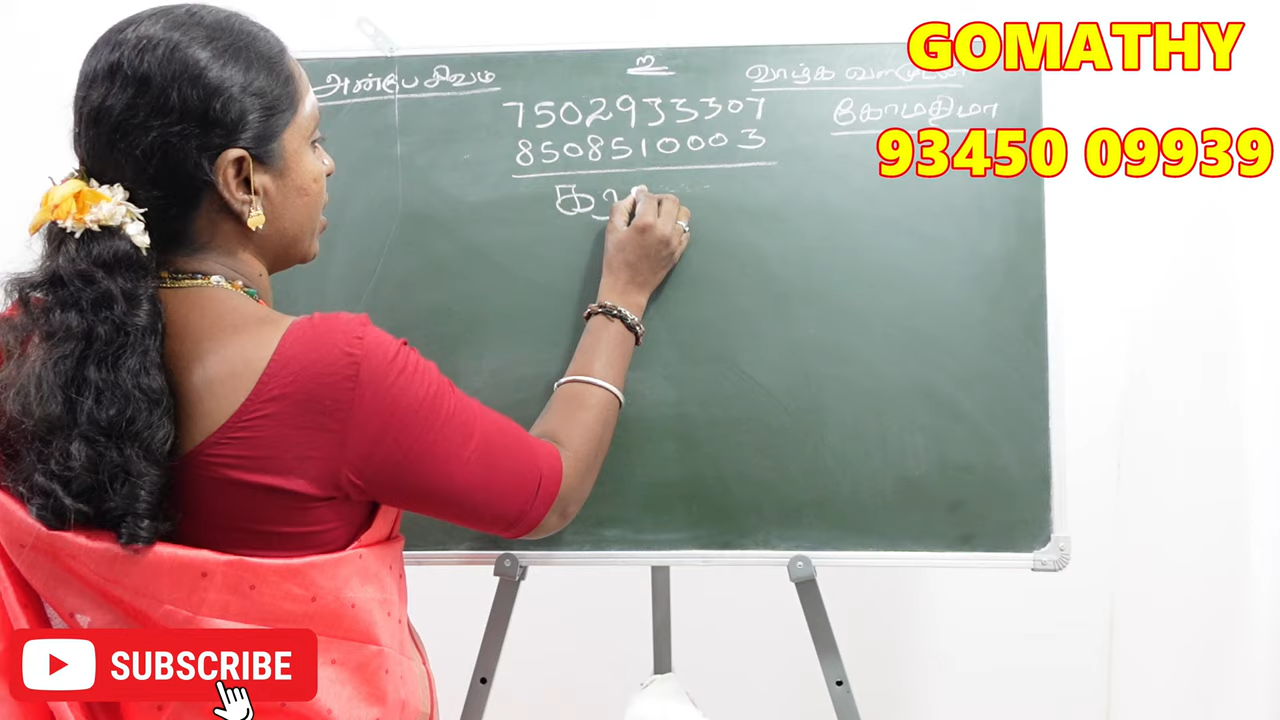 GOMATHY
அன்பே சிவம்
உ
வாழ்க வளமுடன்
7502933307
கோமதிமா
8508510003
93450 09939
SUBSCRIBE